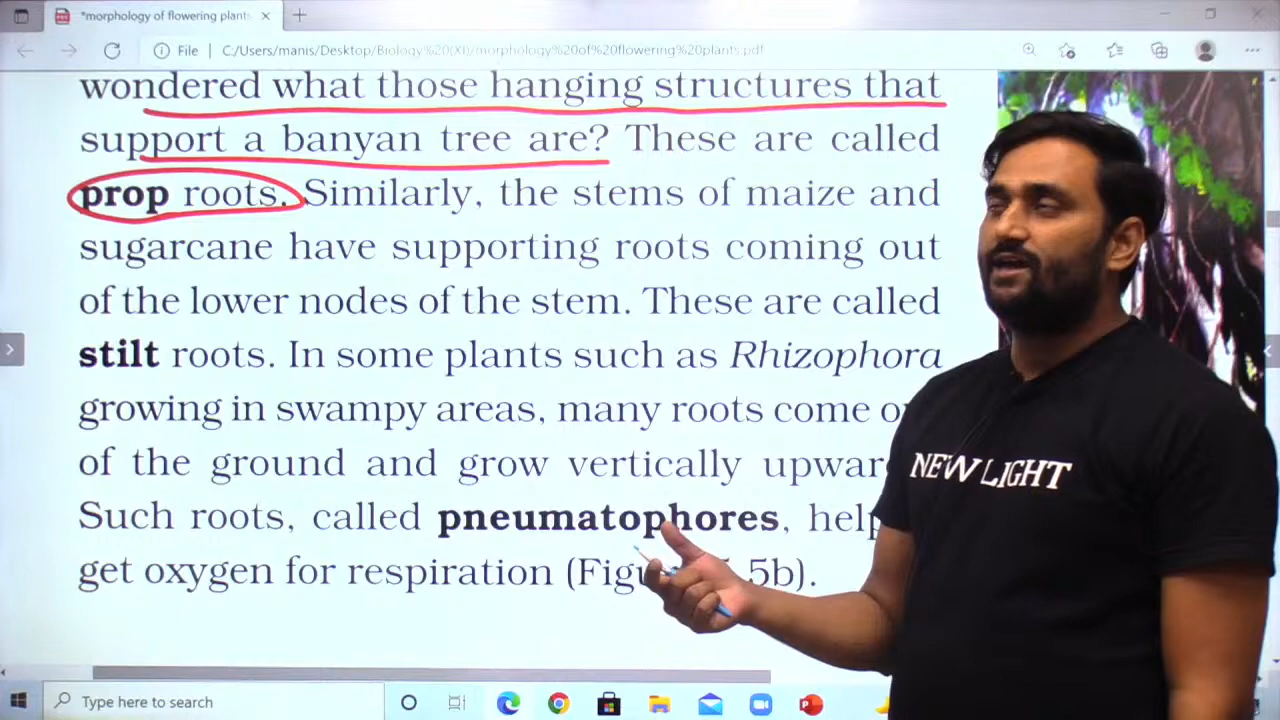 *morphology of flowering plants
File
C:/Users/manis/Desktop/Biology%20(XI)/morphology%20of%20flowering%20plants.pdf
wondered what those hanging structures that
support a banyan tree are? These are called
prop roots. Similarly, the stems of maize and
sugarcane have supporting roots coming out
of the lower nodes of the stem. These are called
stilt roots. In some plants such as Rhizophora
growing in swampy areas, many roots come
of the ground and grow vertically
Such roots, called pneumatophores, help
get oxygen for respiration 5b).
NEW LIGHT
Type here to search